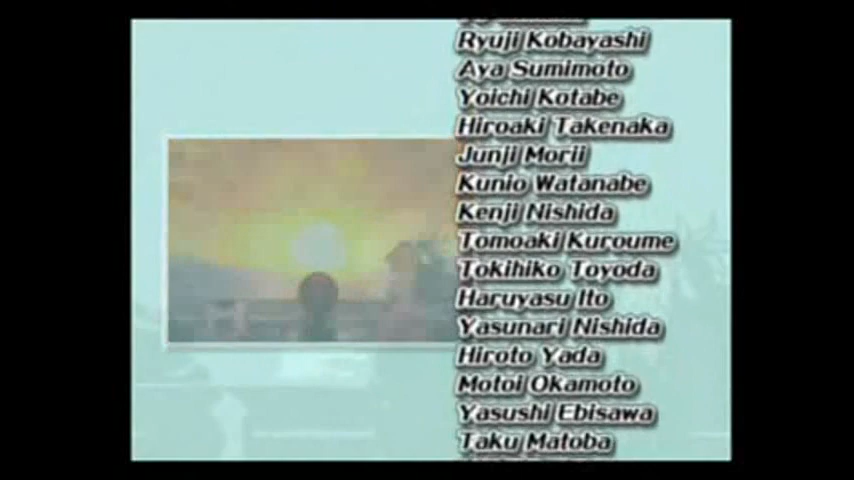 Ryuji Kobayashi
Aya Sumimoto
Yoichi Kotabe
Hiroaki Takenaka
Junji Morii
Kunio Watanabe
Kenji Nishida
Tomoaki Kuroume
Tokihiko Toyoda
Haruyasu Ito
Yasunari Nishida
Hiroto Yada
Motoi Okamoto
Yasushi Ebisawa
Taku Matoba